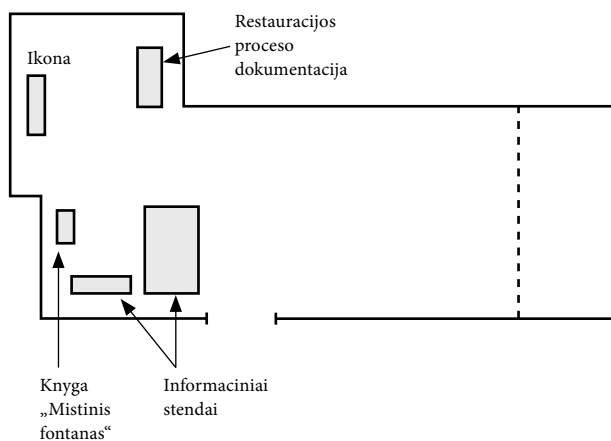 Restauracijos
proceso
dokumentacija
Ikona
Knyga
„Mistinis
fontanas“
Informaciniai
stendai